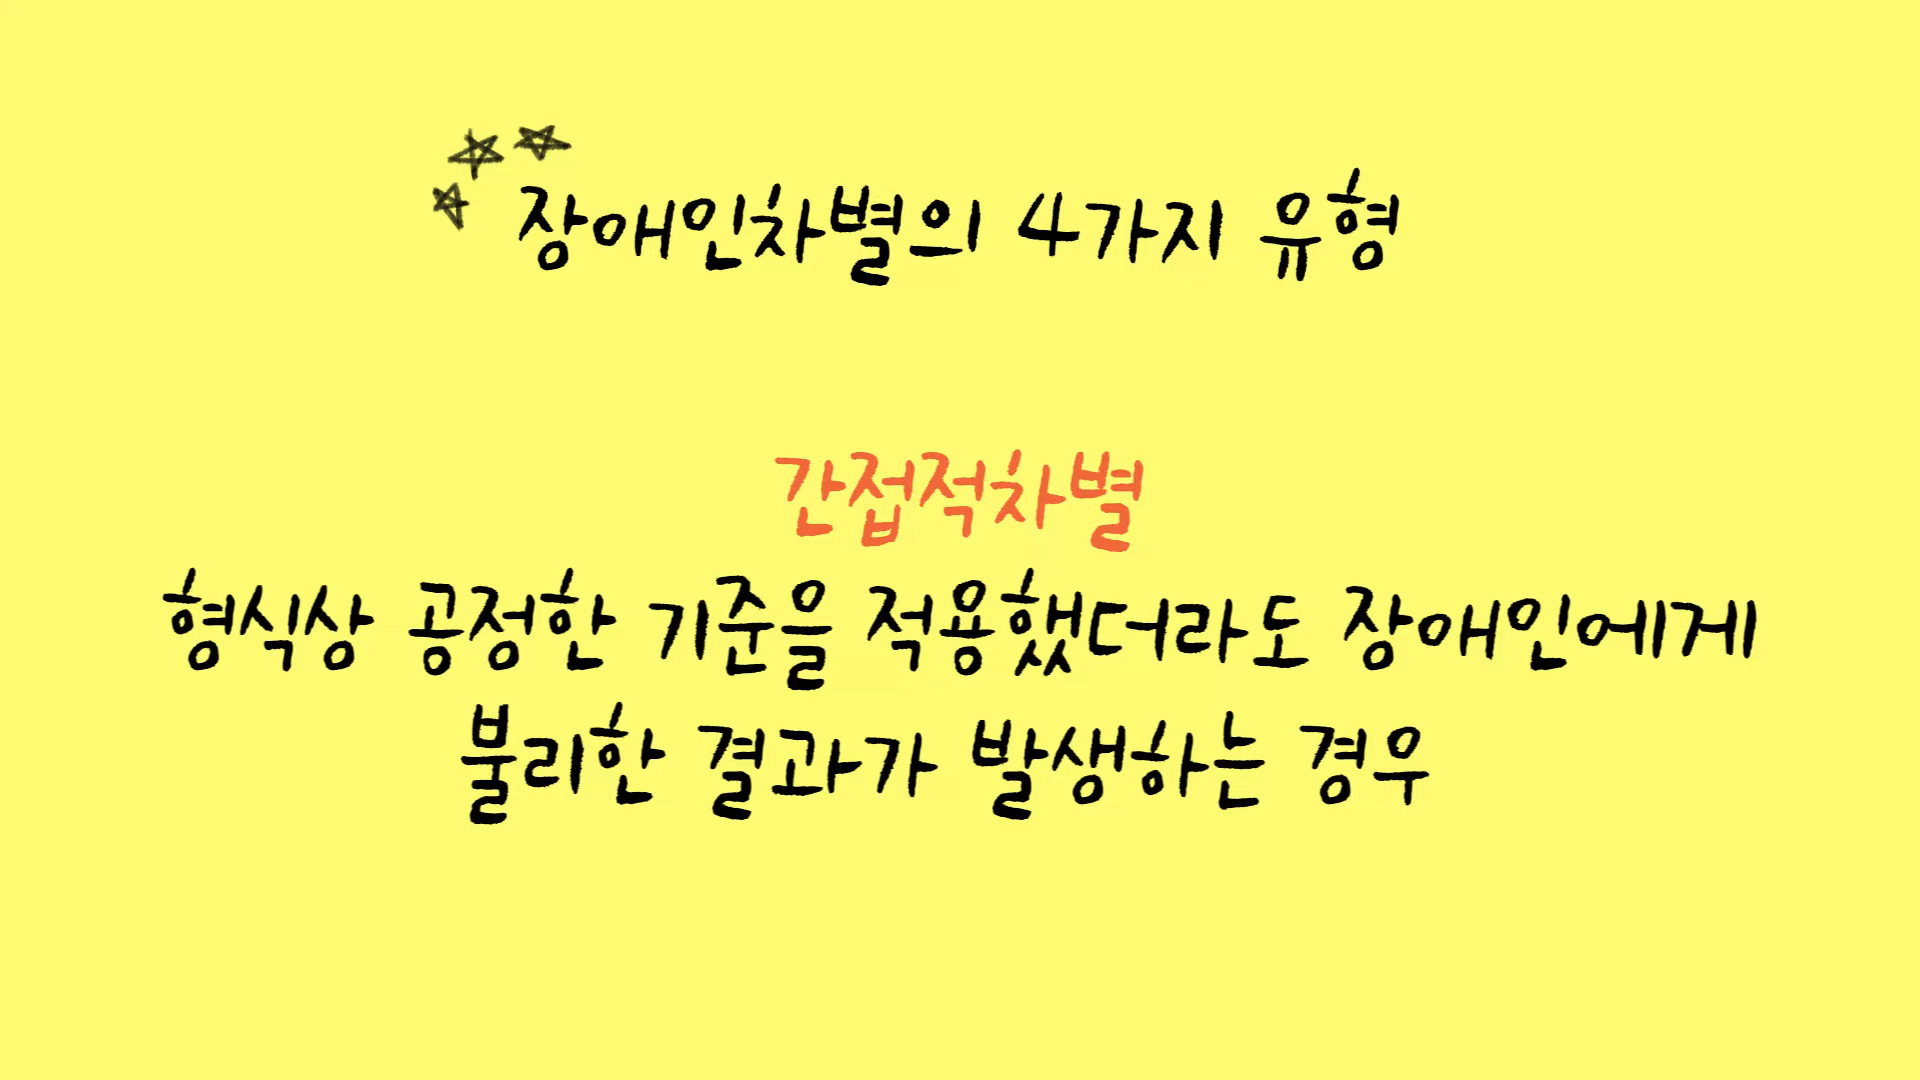 장애인차별의 4가지 유형
간접적차별
형식상 공정한 기준을 적용했더라도 장애인에게
불리한 결과가 발생하는 경우